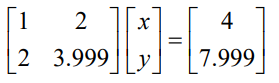 [1 2] [x] = [4]
[2 3.999] [y] [7.999]